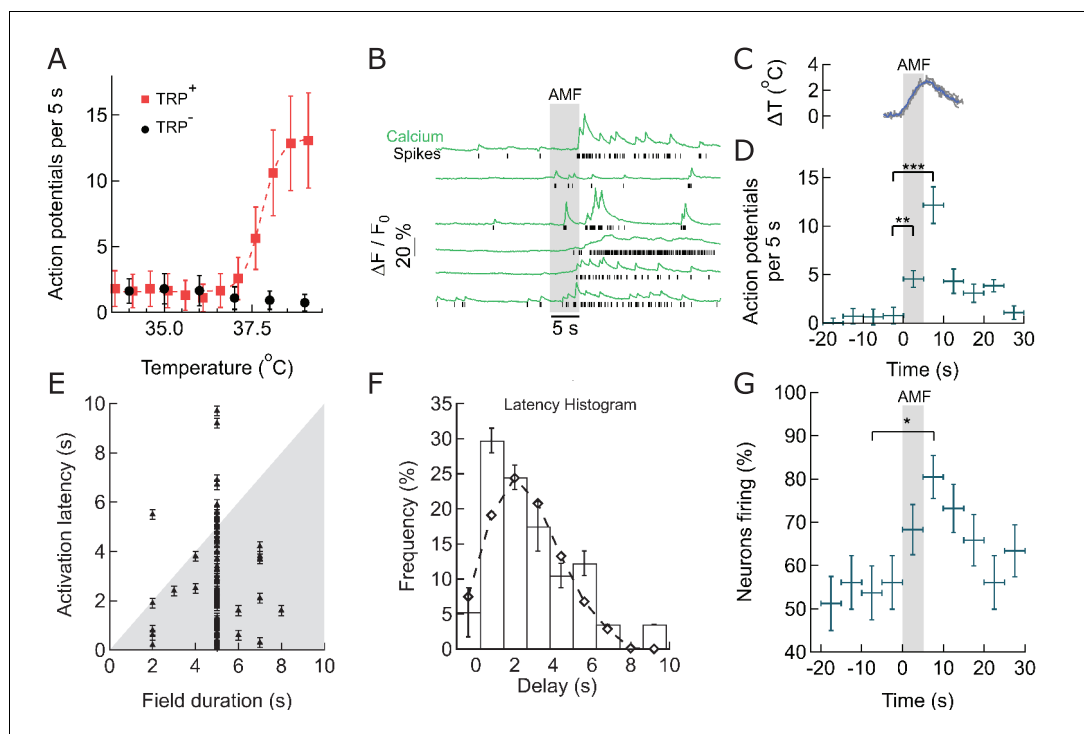 A
Action potentials per 5 s
15
10
5
0
TRP+
TRP-
35.0
37.5
Temperature (°C)
B
AMF
Calcium
Spikes
ΔF / F0
20 %
5 s
C
AMF
ΔT (°C)
4
2
0
D
Action potentials
per 5 s
15
10
5
0
***
**
-20 -10 0 10 20 30
Time (s)
E
Activation latency (s)
10
8
6
4
2
0
0 2 4 6 8 10
Field duration (s)
F
Latency Histogram
Frequency (%)
35
30
25
20
15
10
5
0
0 2 4 6 8 10
Delay (s)
G
AMF
*
Neurons firing (%)
100
90
80
70
60
50
40
-20 -10 0 10 20 30
Time (s)